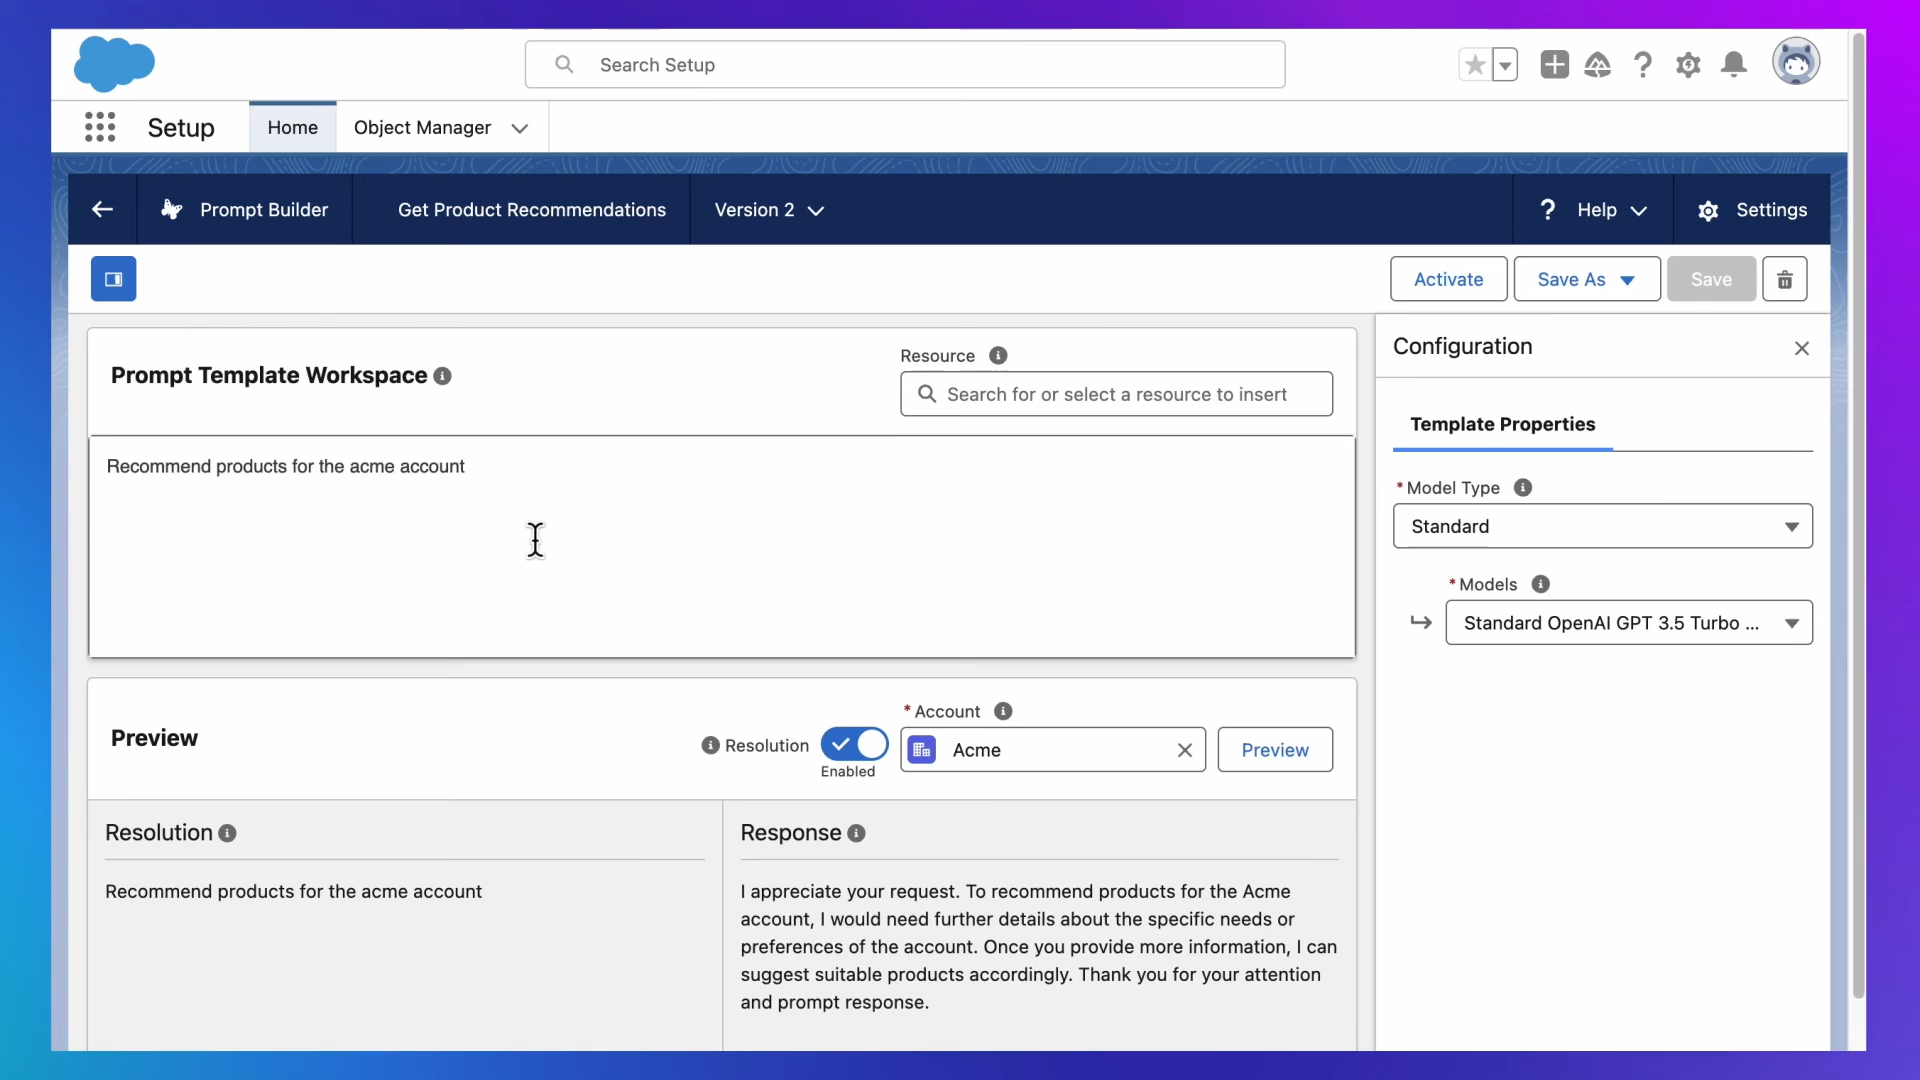 Search Setup
Setup
Home
Object Manager
Prompt Builder
Get Product Recommendations
Version 2
Help
Settings
Activate
Save As
Save
Prompt Template Workspace
Resource
Search for or select a resource to insert
Recommend products for the acme account
Configuration
Template Properties
* Model Type
Standard
* Models
Standard OpenAI GPT 3.5 Turbo ...
Preview
Resolution
Enabled
* Account
Acme
Preview
Resolution
Recommend products for the acme account
Response
I appreciate your request. To recommend products for the Acme
account, I would need further details about the specific needs or
preferences of the account. Once you provide more information, I can
suggest suitable products accordingly. Thank you for your attention
and prompt response.